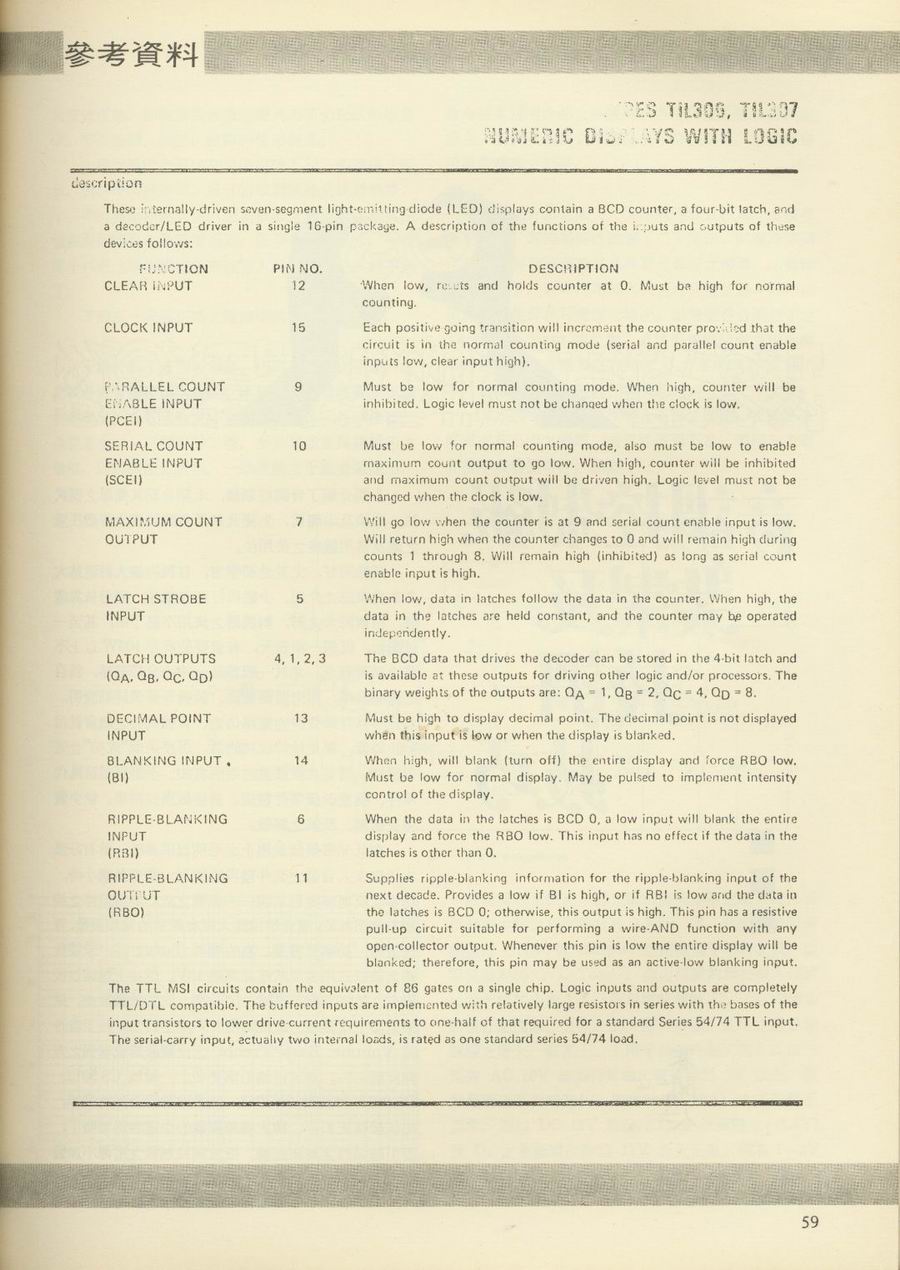 參考資料
TIL306, TIL307
NUMERIC DISPLAYS WITH LOGIC
description
These internally-driven seven-segment light-emitting-diode (LED) displays contain a BCD counter, a four-bit latch, and
a decoder/LED driver in a single 16-pin package. A description of the functions of the inputs and outputs of these
devices follows:
FUNCTION PIN NO. DESCRIPTION
CLEAR INPUT 12 When low, resets and holds counter at 0. Must be high for normal
counting.
CLOCK INPUT 15 Each positive-going transition will increment the counter provided that the
circuit is in the normal counting mode (serial and parallel count enable
inputs low, clear input high).
PARALLEL COUNT 9 Must be low for normal counting mode. When high, counter will be
ENABLE INPUT inhibited. Logic level must not be changed when the clock is low.
(PCEI)
SERIAL COUNT 10 Must be low for normal counting mode, also must be low to enable
ENABLE INPUT maximum count output to go low. When high, counter will be inhibited
(SCEI) and maximum count output will be driven high. Logic level must not be
changed when the clock is low.
MAXIMUM COUNT 7 Will go low when the counter is at 9 and serial count enable input is low.
OUTPUT Will return high when the counter changes to 0 and will remain high during
counts 1 through 8. Will remain high (inhibited) as long as serial count
enable input is high.
LATCH STROBE 5 When low, data in latches follow the data in the counter. When high, the
INPUT data in the latches are held constant, and the counter may be operated
independently.
LATCH OUTPUTS 4, 1, 2, 3 The BCD data that drives the decoder can be stored in the 4-bit latch and
(QA, QB, QC, QD) is available at these outputs for driving other logic and/or processors. The
binary weights of the outputs are: QA = 1, QB = 2, QC = 4, QD = 8.
DECIMAL POINT 13 Must be high to display decimal point. The decimal point is not displayed
INPUT when this input is low or when the display is blanked.
BLANKING INPUT 14 When high, will blank (turn off) the entire display and force RBO low.
(BI) Must be low for normal display. May be pulsed to implement intensity
control of the display.
RIPPLE-BLANKING 6 When the data in the latches is BCD 0, a low input will blank the entire
INPUT display and force the RBO low. This input has no effect if the data in the
(RBI) latches is other than 0.
RIPPLE-BLANKING 11 Supplies ripple-blanking information for the ripple-blanking input of the
OUTPUT next decade. Provides a low if BI is high, or if RBI is low and the data in
(RBO) the latches is BCD 0; otherwise, this output is high. This pin has a resistive
pull-up circuit suitable for performing a wire-AND function with any
open-collector output. Whenever this pin is low the entire display will be
blanked; therefore, this pin may be used as an active-low blanking input.
The TTL MSI circuits contain the equivalent of 86 gates on a single chip. Logic inputs and outputs are completely
TTL/DTL compatible. The buffered inputs are implemented with relatively large resistors in series with the bases of the
input transistors to lower drive-current requirements to one-half of that required for a standard Series 54/74 TTL input.
The serial-carry input, actually two internal loads, is rated as one standard series 54/74 load.
59